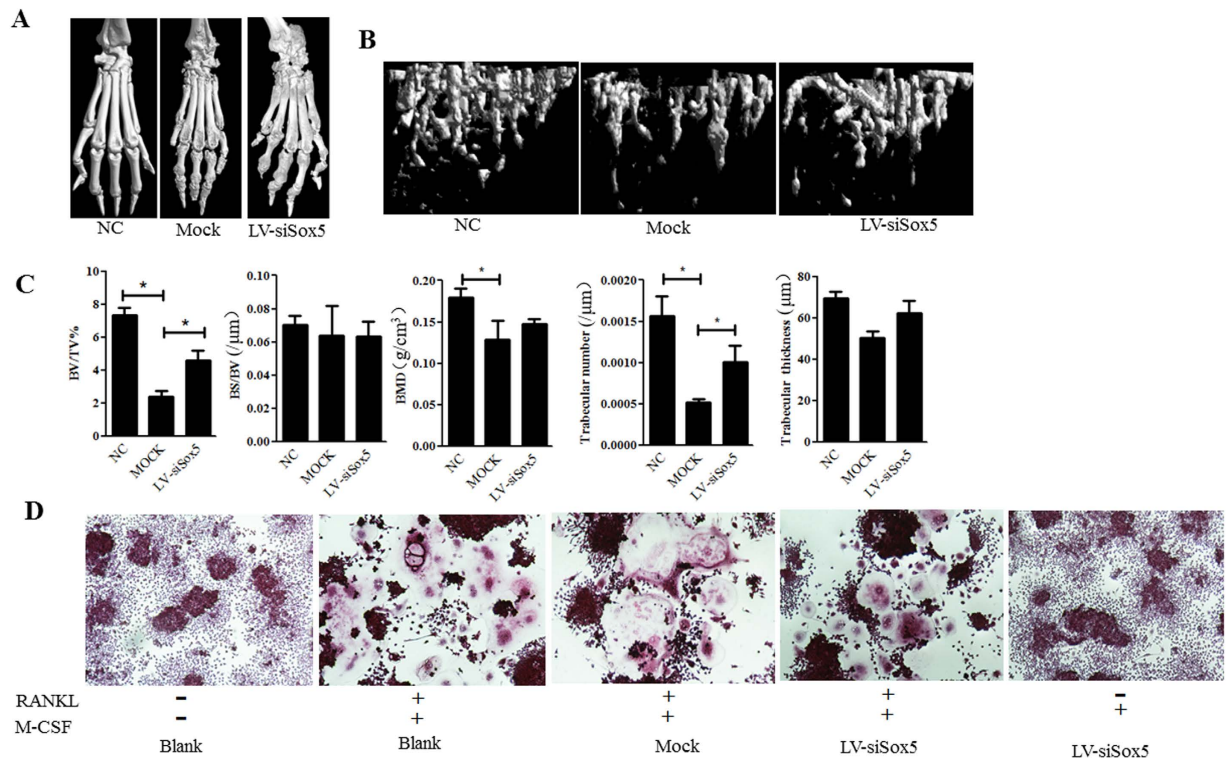 A
NC
Mock
LV-siSox5
B
NC
Mock
LV-siSox5
C
BV/TV%
10
8
6
4
2
0
*
*
NC
MOCK
LV-siSox5
BS/BV (/μm)
0.10
0.08
0.06
0.04
0.02
0.00
NC
MOCK
LV-siSox5
BMD (g/cm³)
0.20
0.15
0.10
0.05
0.00
*
NC
MOCK
LV-siSox5
Trabecular number (/μm)
0.0020
0.0015
0.0010
0.0005
0.0000
*
*
NC
MOCK
LV-siSox5
Trabecular thickness (μm)
80
60
40
20
0
NC
MOCK
LV-siSox5
D
RANKL - + + + -
M-CSF - + + + +
Blank Blank Mock LV-siSox5 LV-siSox5